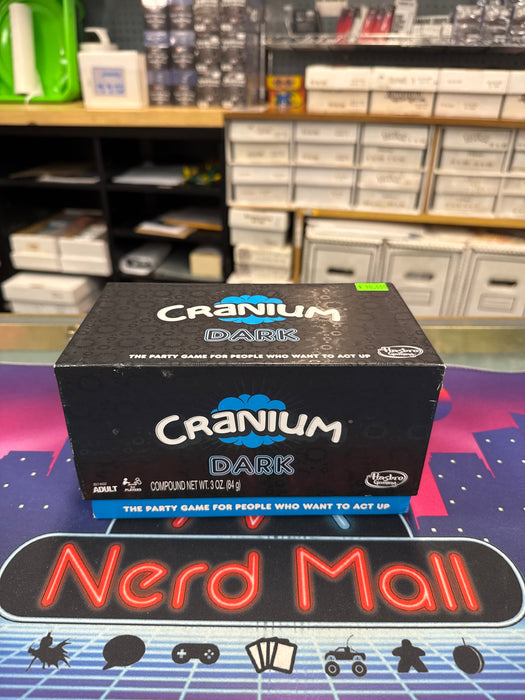 CRANIUM
DARK
THE PARTY GAME FOR PEOPLE WHO WANT TO ACT UP
Hasbro
Gaming
CRANIUM
DARK
ADULT
PLAYERS
COMPOUND NET WT. 3 OZ. (84 g)
Hasbro
Gaming
THE PARTY GAME FOR PEOPLE WHO WANT TO ACT UP
Nerd Mall